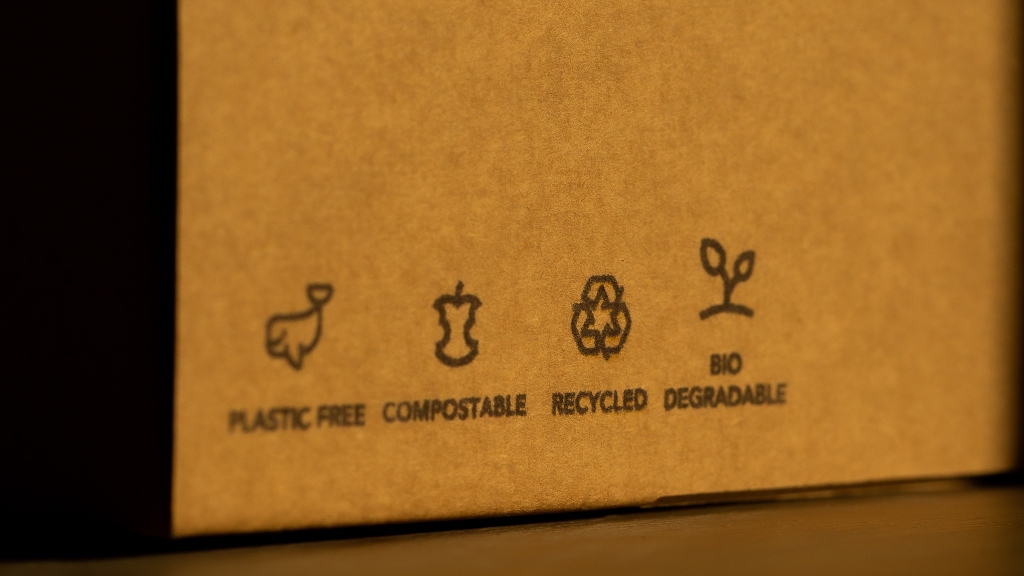 PLASTIC FREE
COMPOSTABLE
RECYCLED
BIO
DEGRADABLE